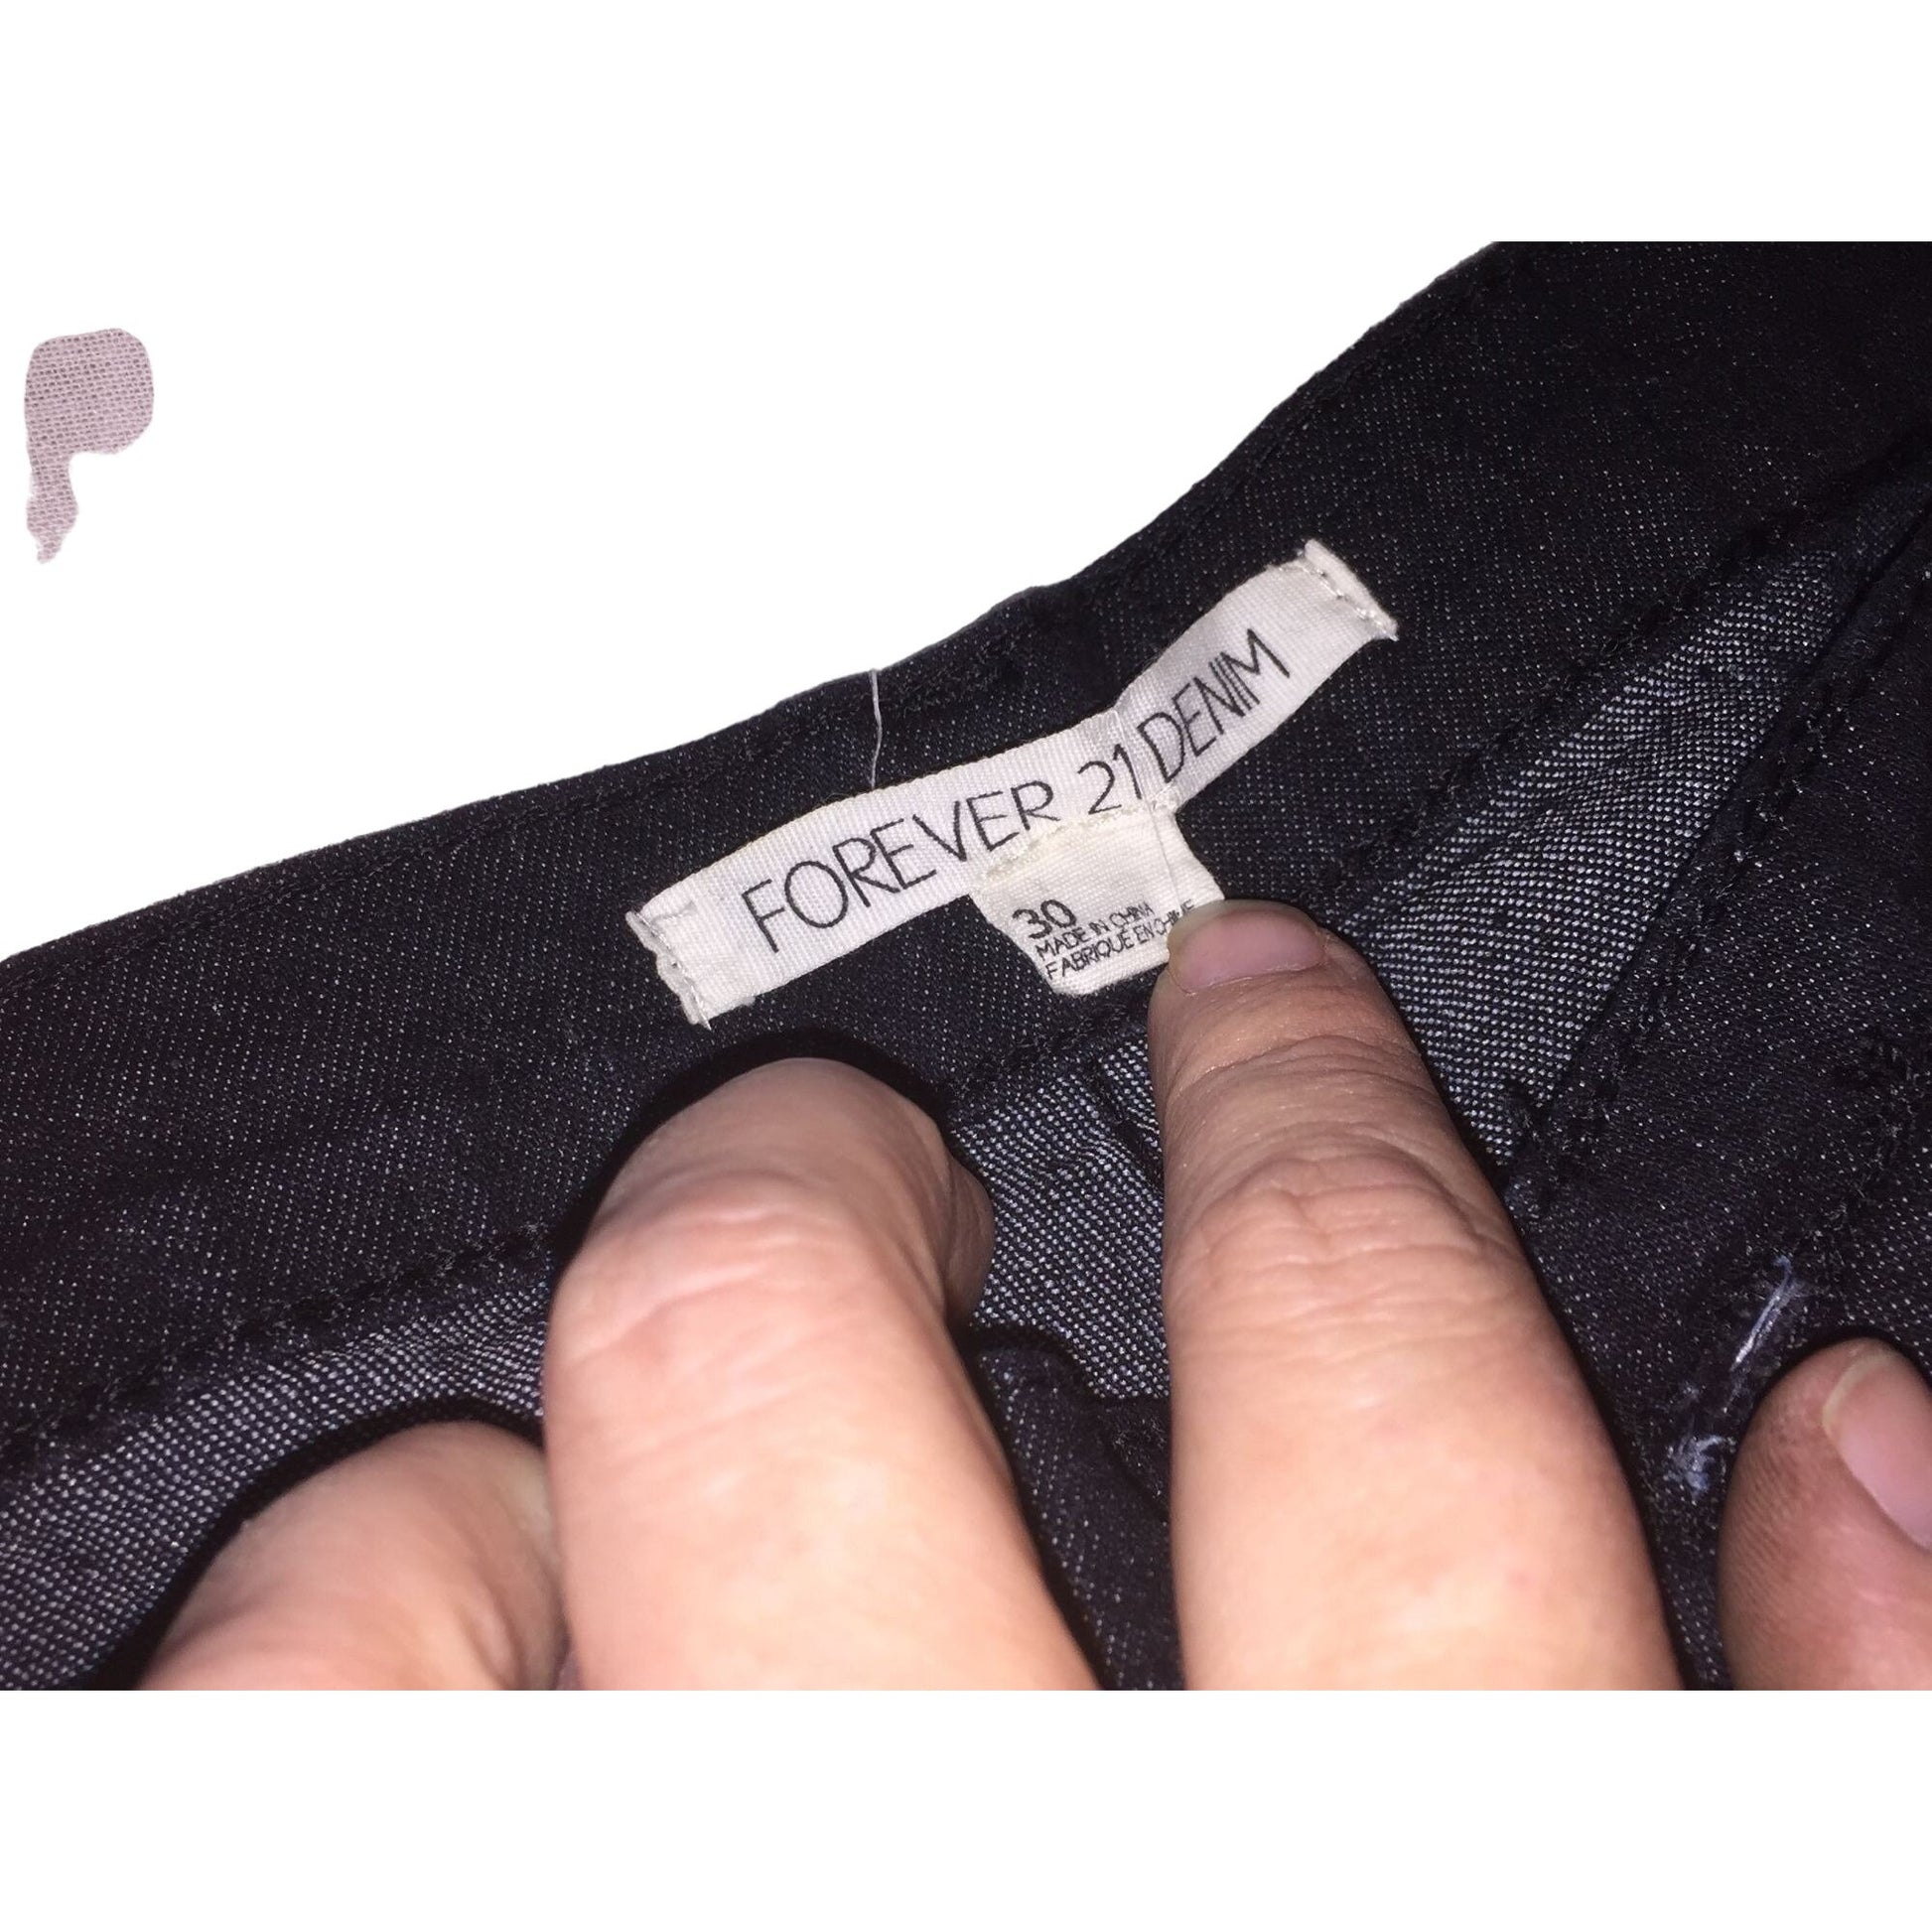 FOREVER 21 DENIM
30
MADE IN CHINA
FABRIQUÉ EN CHINE